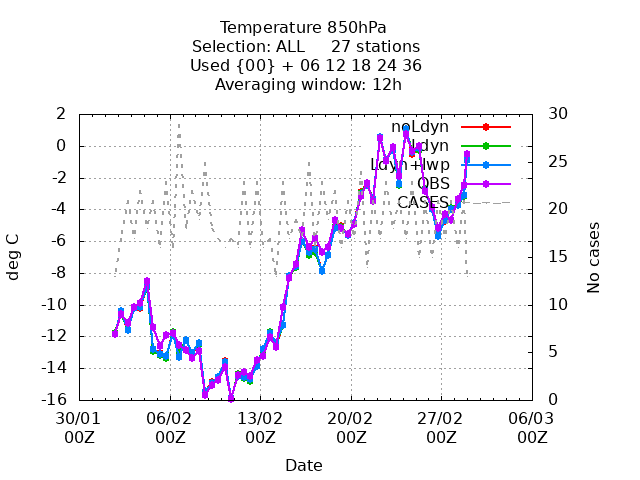 Temperature 850hPa
Selection: ALL 27 stations
Used {00} + 06 12 18 24 36
Averaging window: 12h
noLdyn
Ldyn
Ldyn+lwp
OBS
CASES
2
0
-2
-4
-6
-8
-10
-12
-14
-16
30
25
20
15
10
5
0
deg C
No cases
30/01 06/02 13/02 20/02 27/02 06/03
00Z 00Z 00Z 00Z 00Z 00Z
Date